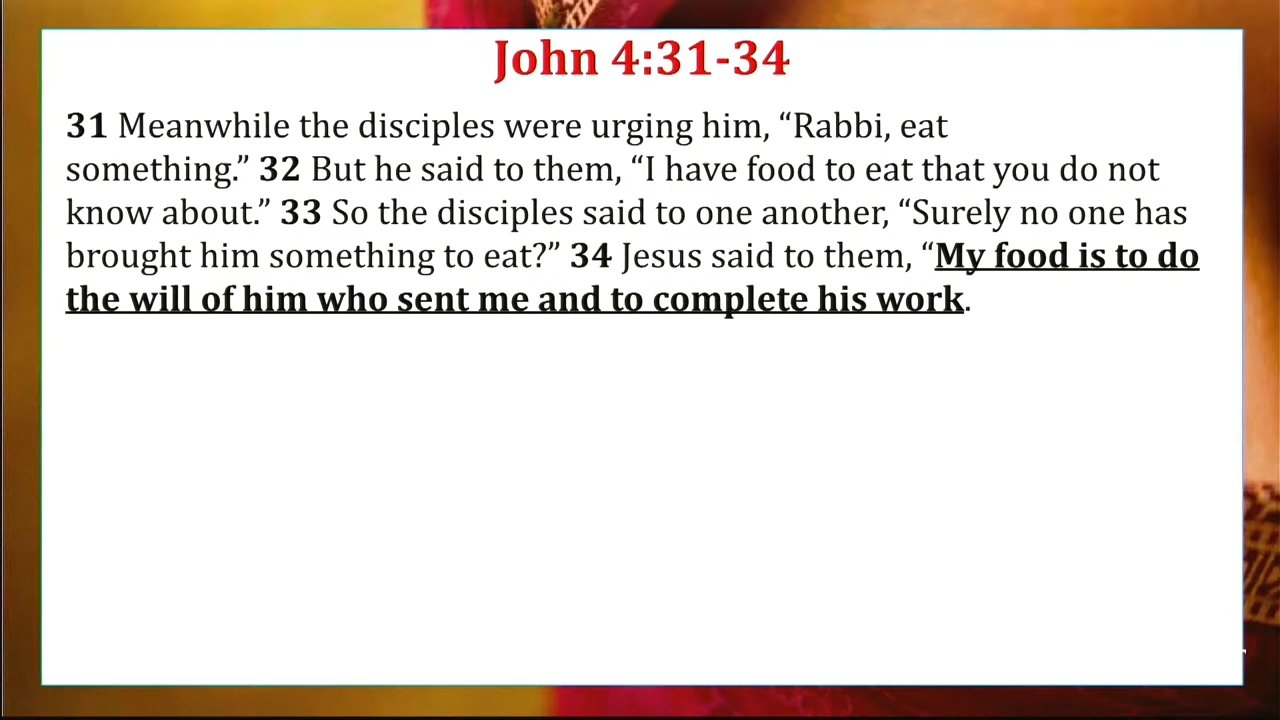 John 4:31-34
31 Meanwhile the disciples were urging him, “Rabbi, eat
something.” 32 But he said to them, “I have food to eat that you do not
know about.” 33 So the disciples said to one another, “Surely no one has
brought him something to eat?” 34 Jesus said to them, “My food is to do
the will of him who sent me and to complete his work.